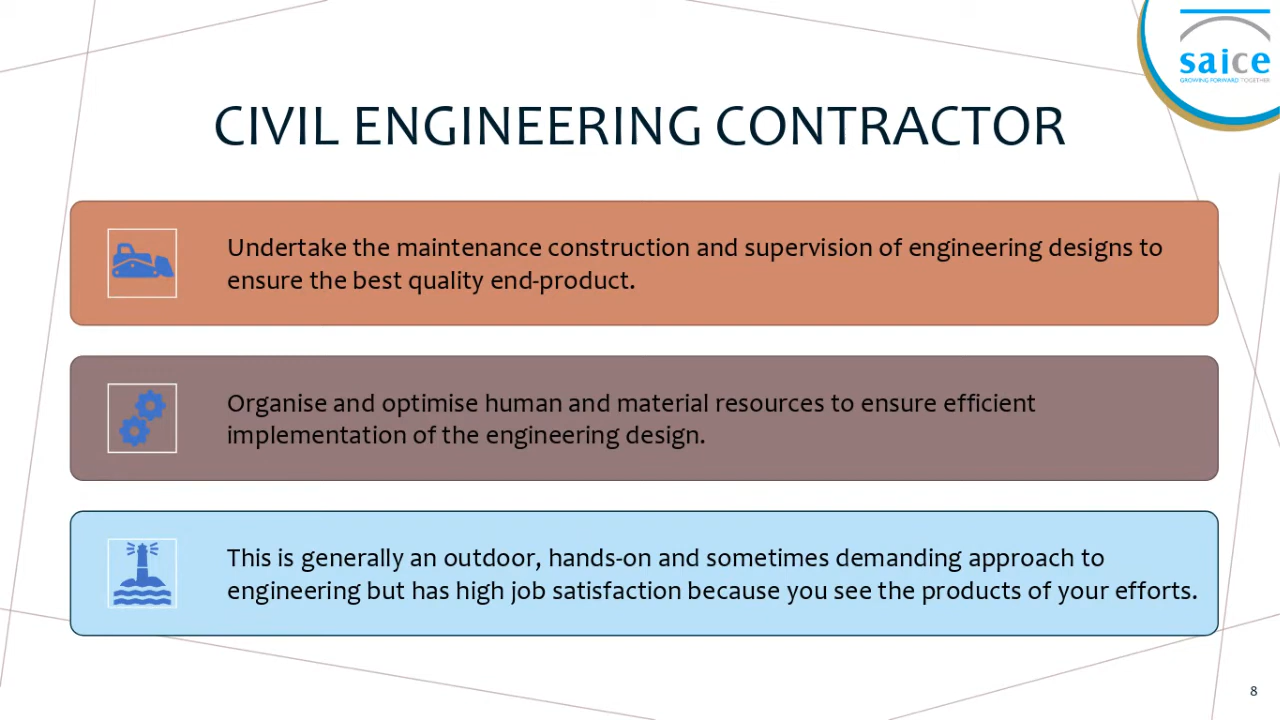 saice
GROWING FORWARD TOGETHER
CIVIL ENGINEERING CONTRACTOR
Undertake the maintenance construction and supervision of engineering designs to
ensure the best quality end-product.
Organise and optimise human and material resources to ensure efficient
implementation of the engineering design.
This is generally an outdoor, hands-on and sometimes demanding approach to
engineering but has high job satisfaction because you see the products of your efforts.
8